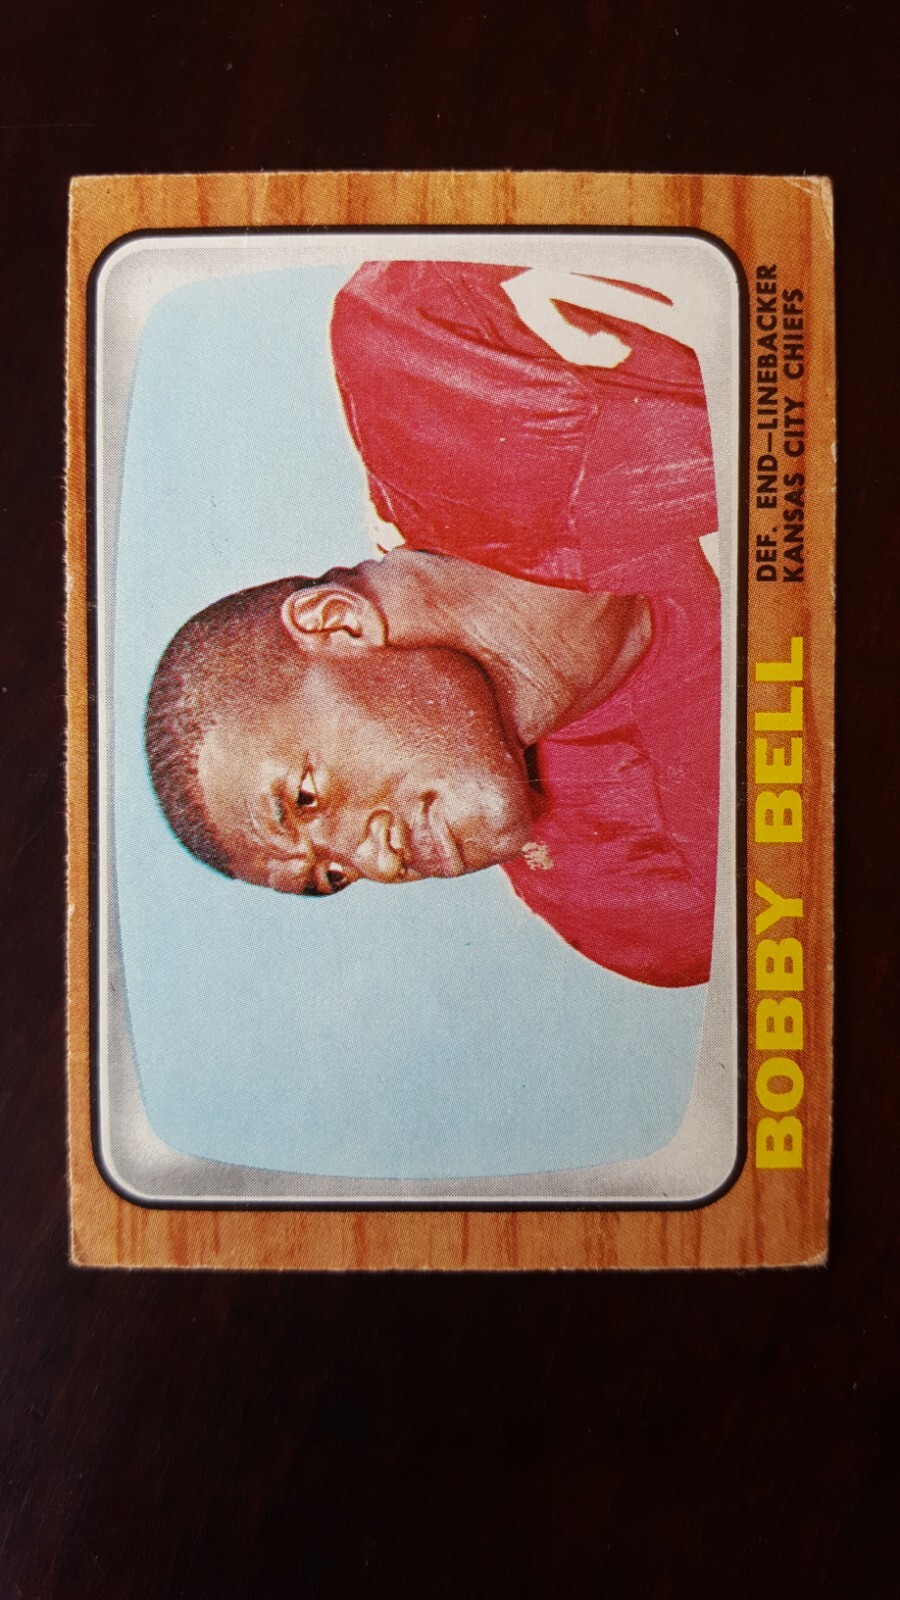 BOBBY BELL
DEF. END—LINEBACKER
KANSAS CITY CHIEFS